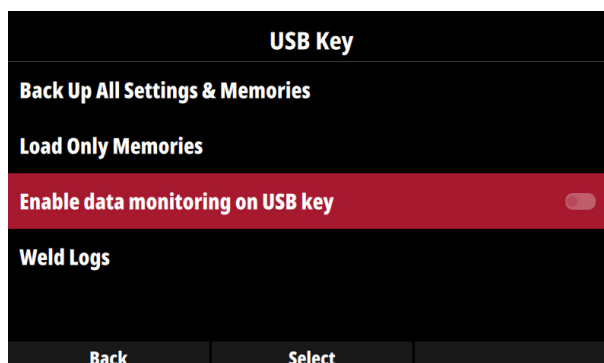 USB Key
Back Up All Settings & Memories
Load Only Memories
Enable data monitoring on USB key
Weld Logs
Back Select